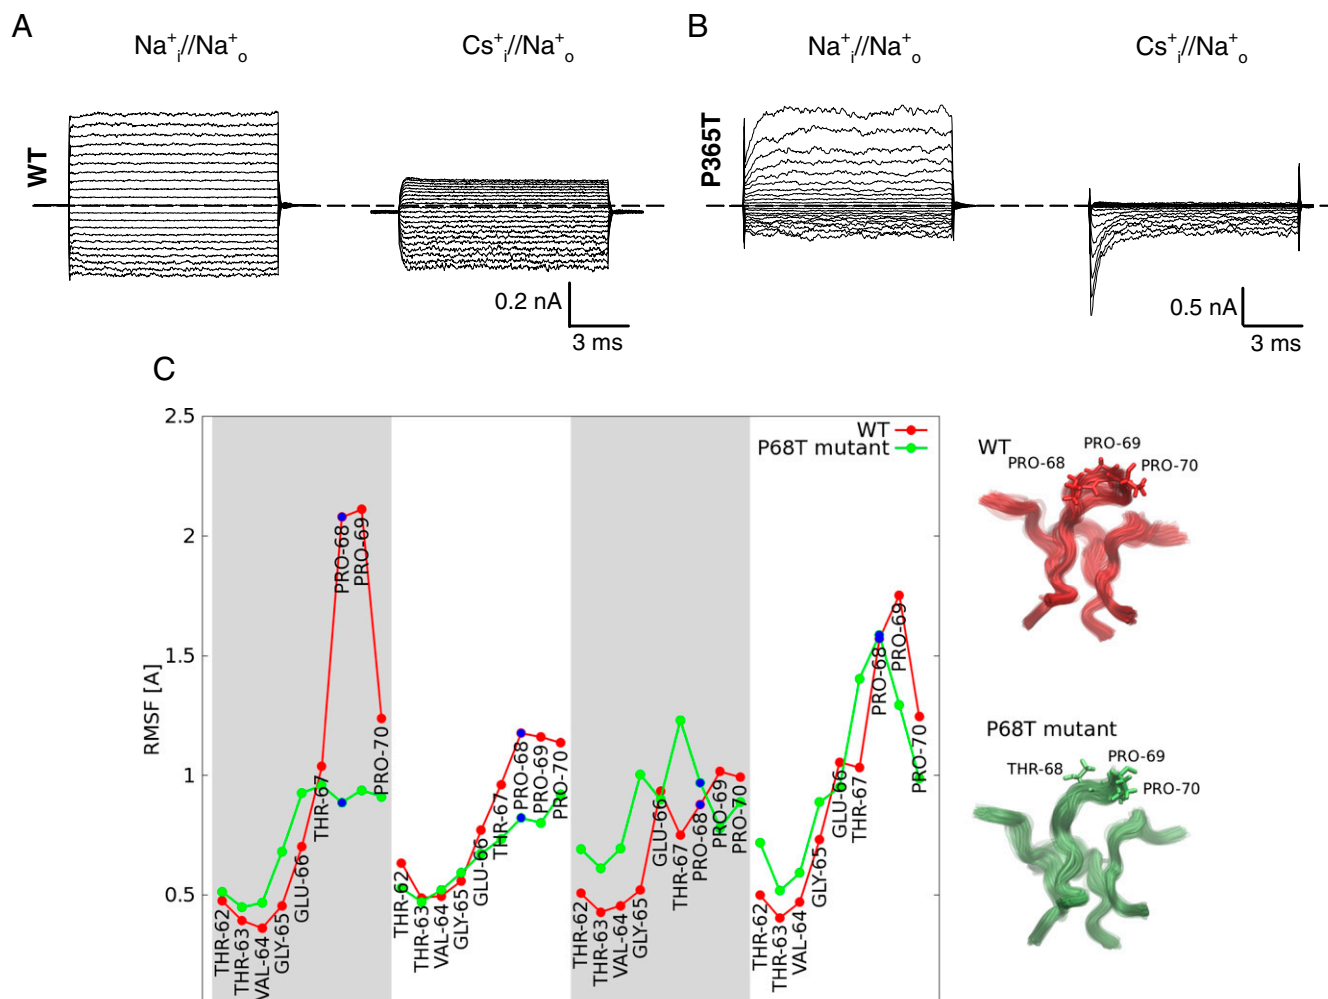 A
B
Na⁺ᵢ//Na⁺ₒ
Cs⁺ᵢ//Na⁺ₒ
Na⁺ᵢ//Na⁺ₒ
Cs⁺ᵢ//Na⁺ₒ
WT
P365T
0.2 nA
3 ms
0.5 nA
3 ms
C
RMSF [A]
2.5
2
1.5
1
0.5
WT
P68T mutant
THR-62
THR-63
VAL-64
GLY-65
GLU-66
THR-67
PRO-68
PRO-69
PRO-70
THR-62
THR-63
VAL-64
GLY-65
GLU-66
THR-67
PRO-68
PRO-69
PRO-70
THR-62
THR-63
VAL-64
GLY-65
GLU-66
THR-67
PRO-68
PRO-69
PRO-70
THR-62
THR-63
VAL-64
GLY-65
GLU-66
THR-67
PRO-68
PRO-69
PRO-70
WT
PRO-69
PRO-68
PRO-70
P68T mutant
PRO-69
THR-68
PRO-70